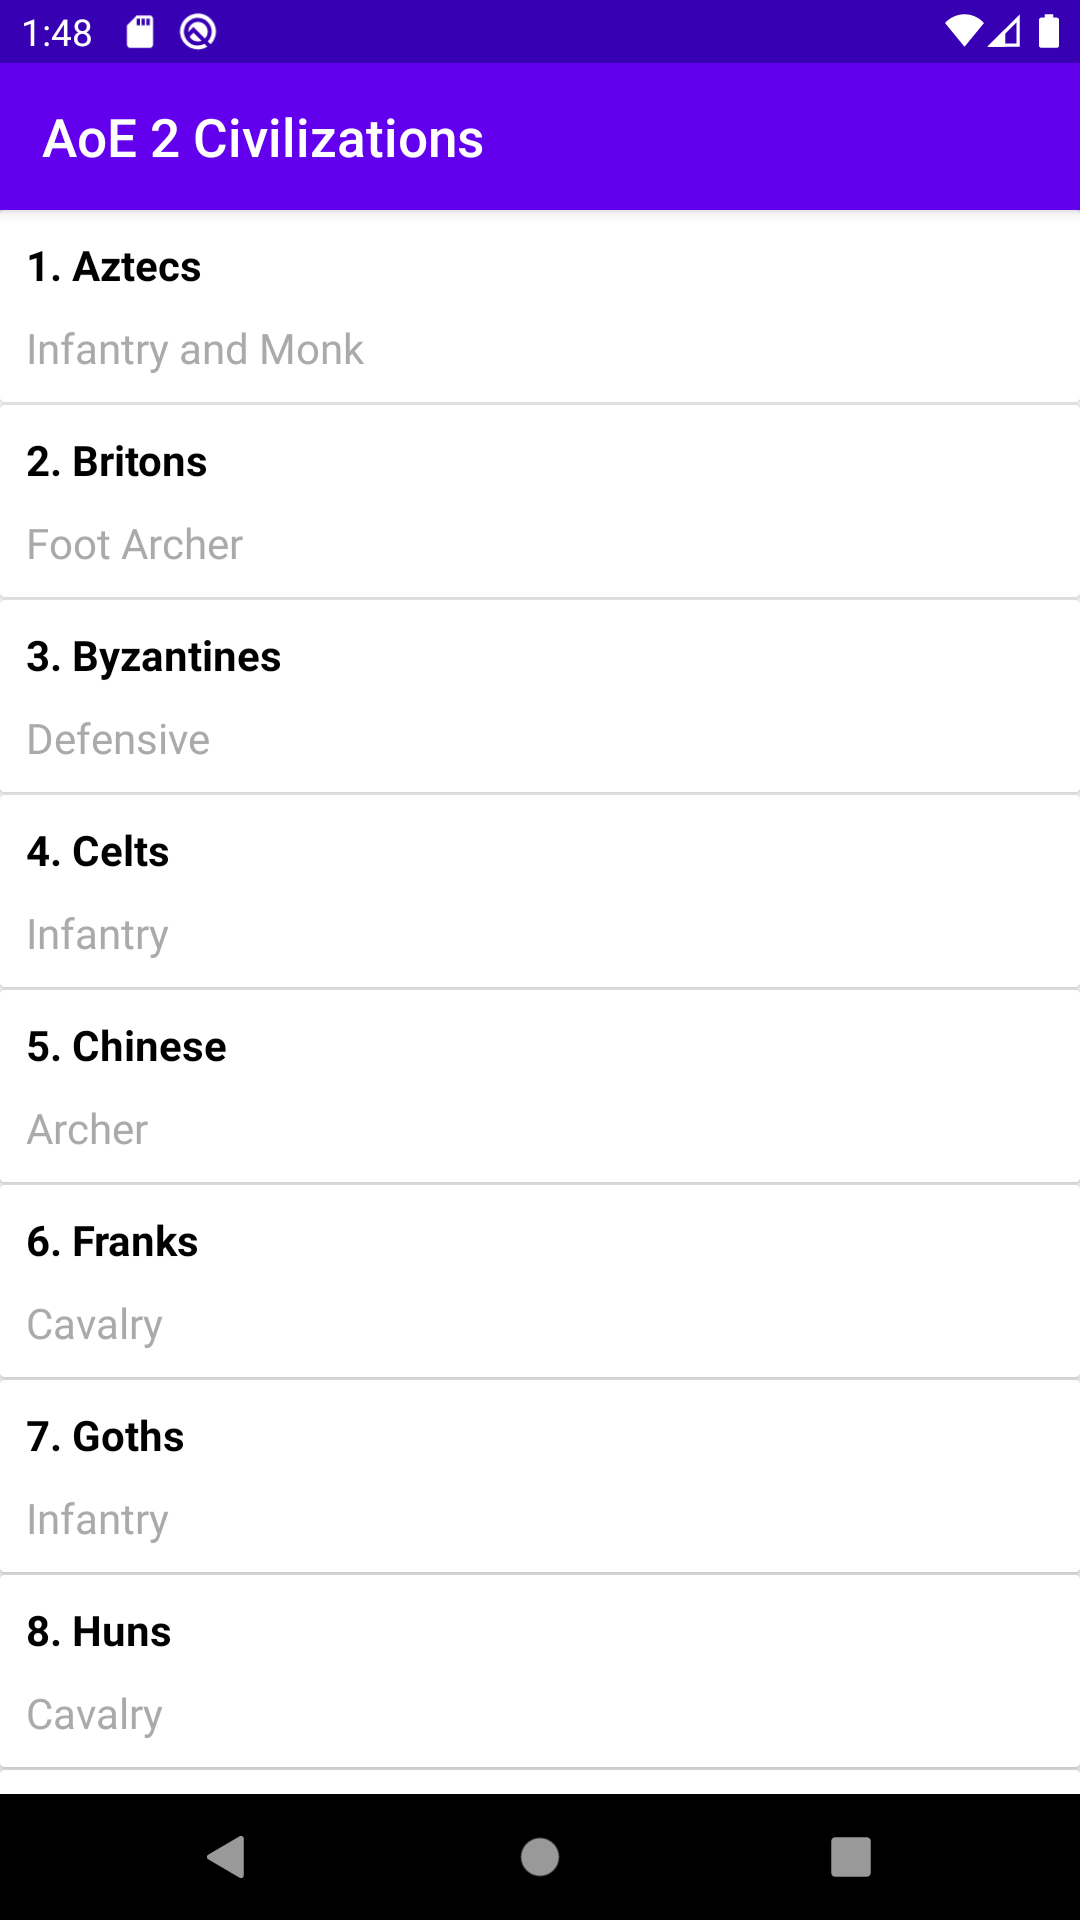 1:48
AoE 2 Civilizations
1. Aztecs
Infantry and Monk
2. Britons
Foot Archer
3. Byzantines
Defensive
4. Celts
Infantry
5. Chinese
Archer
6. Franks
Cavalry
7. Goths
Infantry
8. Huns
Cavalry